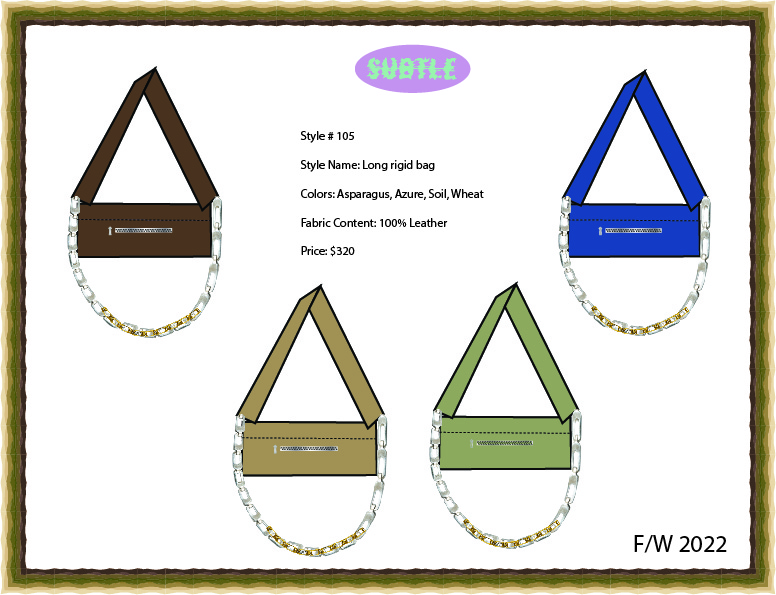 SUBTLE
Style # 105
Style Name: Long rigid bag
Colors: Asparagus, Azure, Soil, Wheat
Fabric Content: 100% Leather
Price: $320
F/W 2022